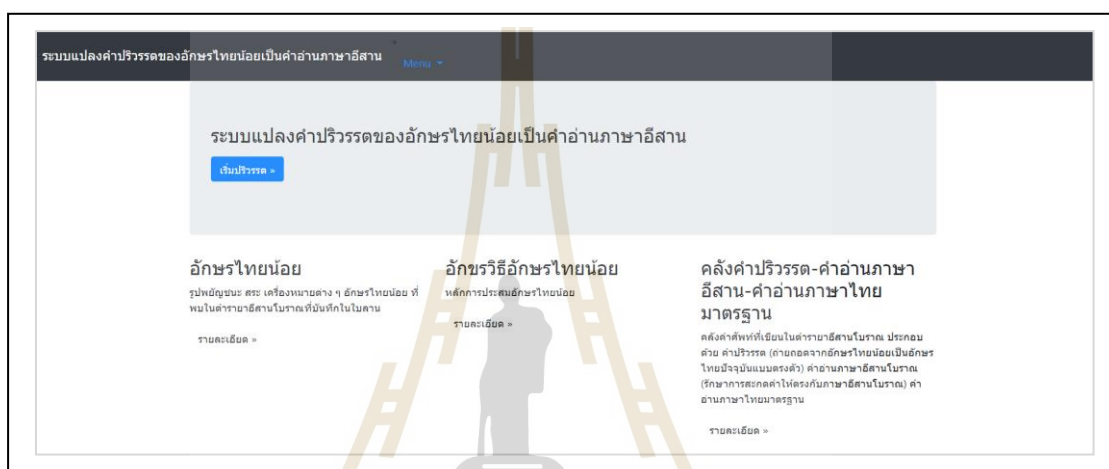 ระบบแปลงคำปริวรรตของอักษรไทยน้อยเป็นคำอ่านภาษาอีสาน
Menu
ระบบแปลงคำปริวรรตของอักษรไทยน้อยเป็นคำอ่านภาษาอีสาน
เริ่มปริวรรต »
อักษรไทยน้อย
รูปพยัญชนะ สระ เครื่องหมายต่าง ๆ อักษรไทยน้อย ที่
พบในตำรายาอีสานโบราณที่บันทึกในใบลาน
รายละเอียด »
อักขรวิธีอักษรไทยน้อย
หลักการประสมอักษรไทยน้อย
รายละเอียด »
คลังคำปริวรรต-คำอ่านภาษา
อีสาน-คำอ่านภาษาไทย
มาตรฐาน
คลังคำศัพท์ที่เขียนในตำรายาอีสานโบราณ ประกอบ
ด้วย คำปริวรรต (ถ่ายถอดจากอักษรไทยน้อยเป็นอักษร
ไทยปัจจุบันแบบตรงตัว) คำอ่านภาษาอีสานโบราณ
(รักษาการสะกดคำให้ตรงกับภาษาอีสานโบราณ) คำ
อ่านภาษาไทยมาตรฐาน
รายละเอียด »